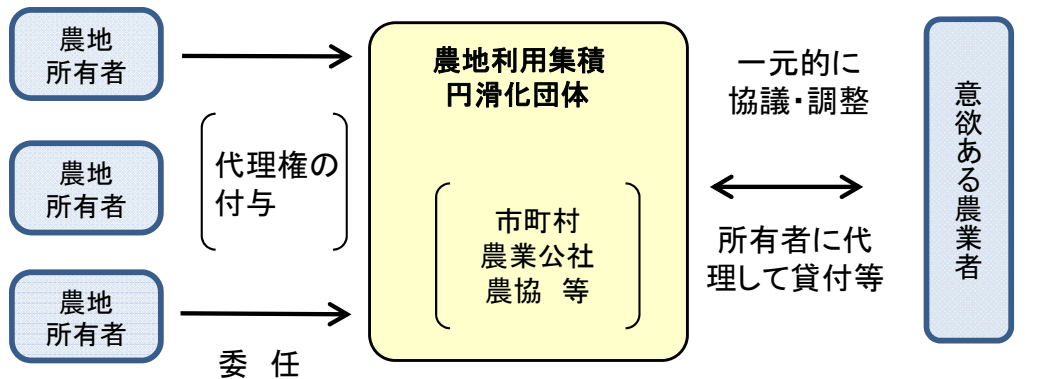 農地
所有者
農地
所有者
農地
所有者
代理権の
付与
委　任
農地利用集積
円滑化団体
市町村
農業公社
農協　等
一元的に
協議・調整
所有者に代
理して貸付等
意欲ある農業者